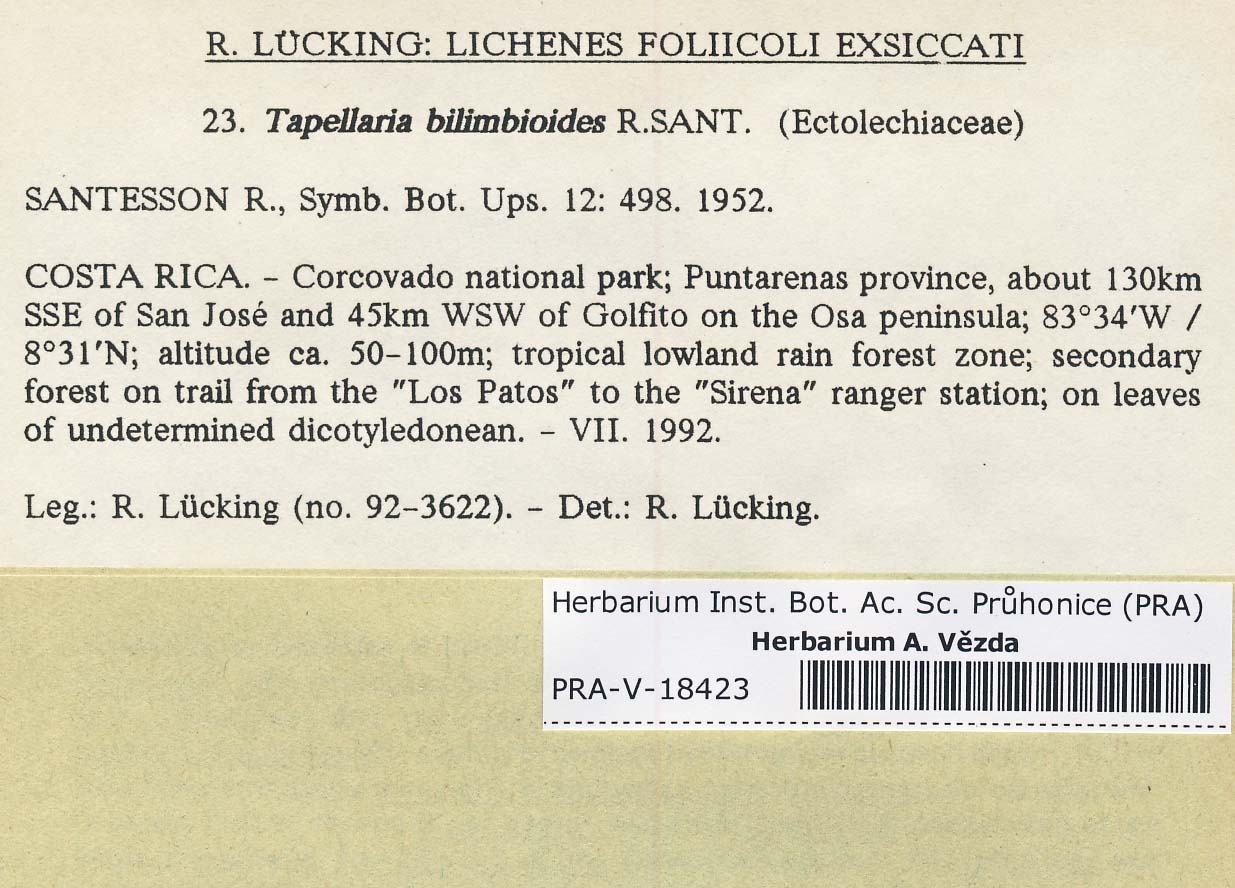 R. LÜCKING: LICHENES FOLIICOLI EXSICCATI
23. Tapellaria bilimbioides R.SANT. (Ectolechiaceae)
SANTESSON R., Symb. Bot. Ups. 12: 498. 1952.
COSTA RICA. - Corcovado national park; Puntarenas province, about 130km
SSE of San José and 45km WSW of Golfito on the Osa peninsula; 83°34'W /
8°31'N; altitude ca. 50-100m; tropical lowland rain forest zone; secondary
forest on trail from the "Los Patos" to the "Sirena" ranger station; on leaves
of undetermined dicotyledonean. - VII. 1992.
Leg.: R. Lücking (no. 92-3622). - Det.: R. Lücking.
Herbarium Inst. Bot. Ac. Sc. Průhonice (PRA)
Herbarium A. Vězda
PRA-V-18423